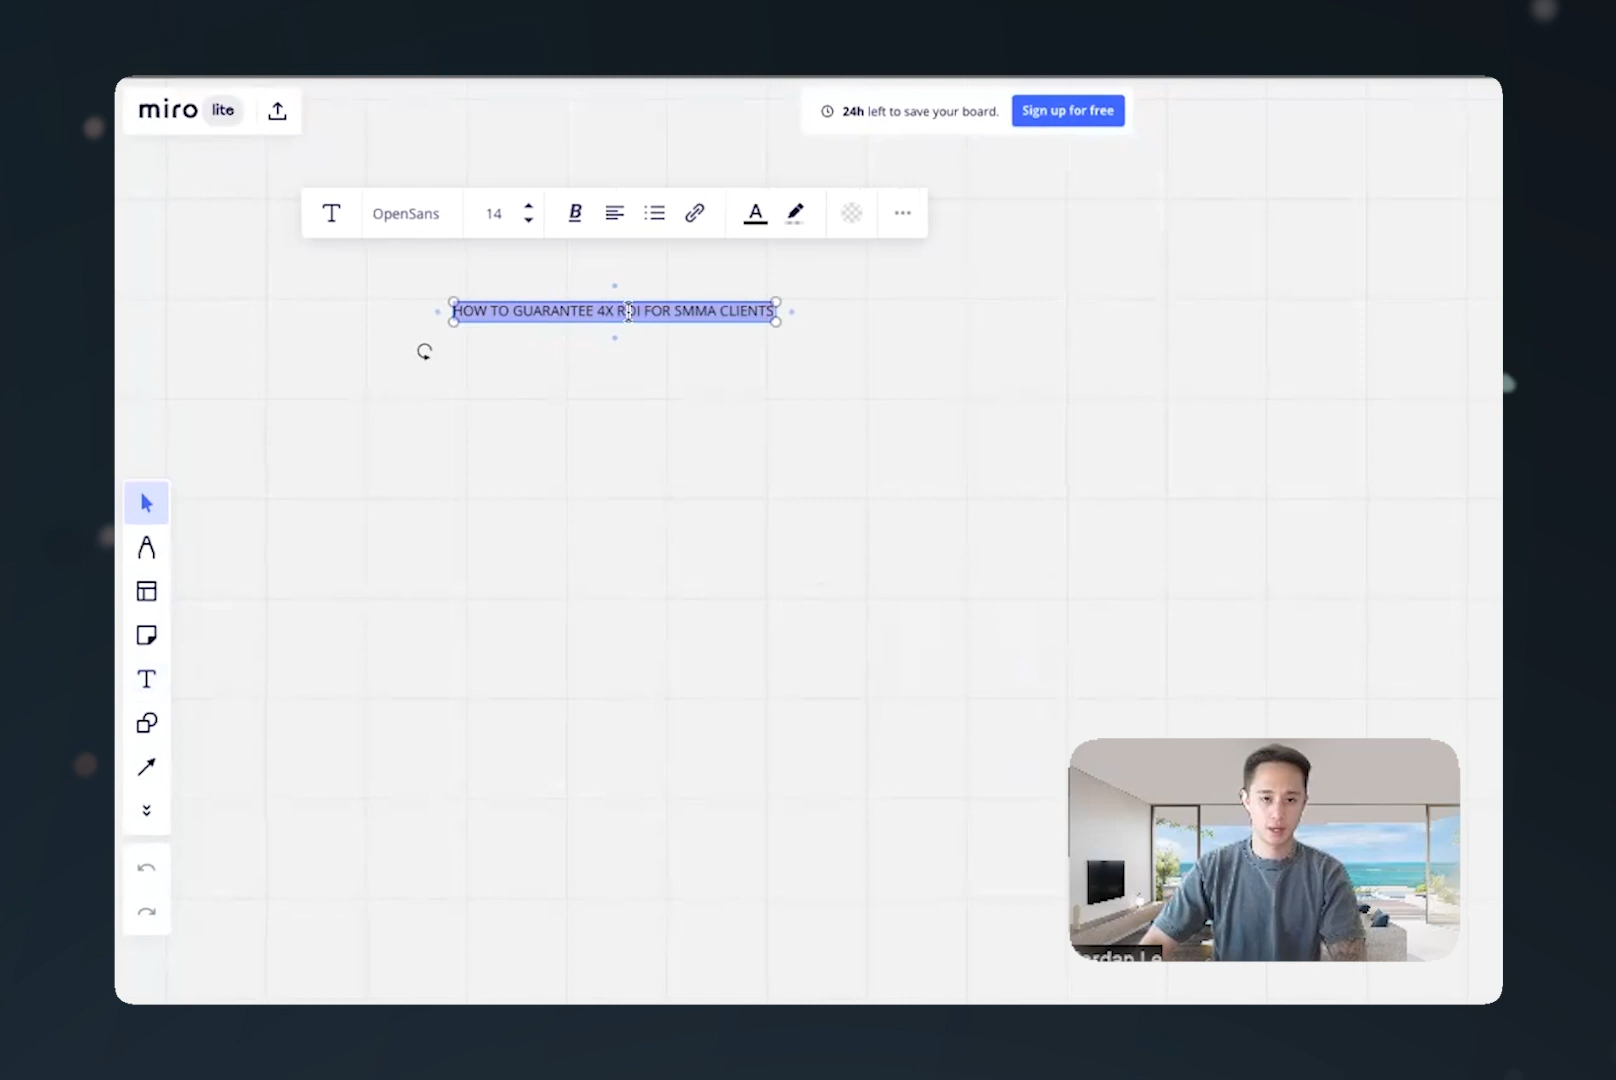 miro lite
24h left to save your board. Sign up for free
OpenSans 14 B A
HOW TO GUARANTEE 4X ROI FOR SMMA CLIENTS